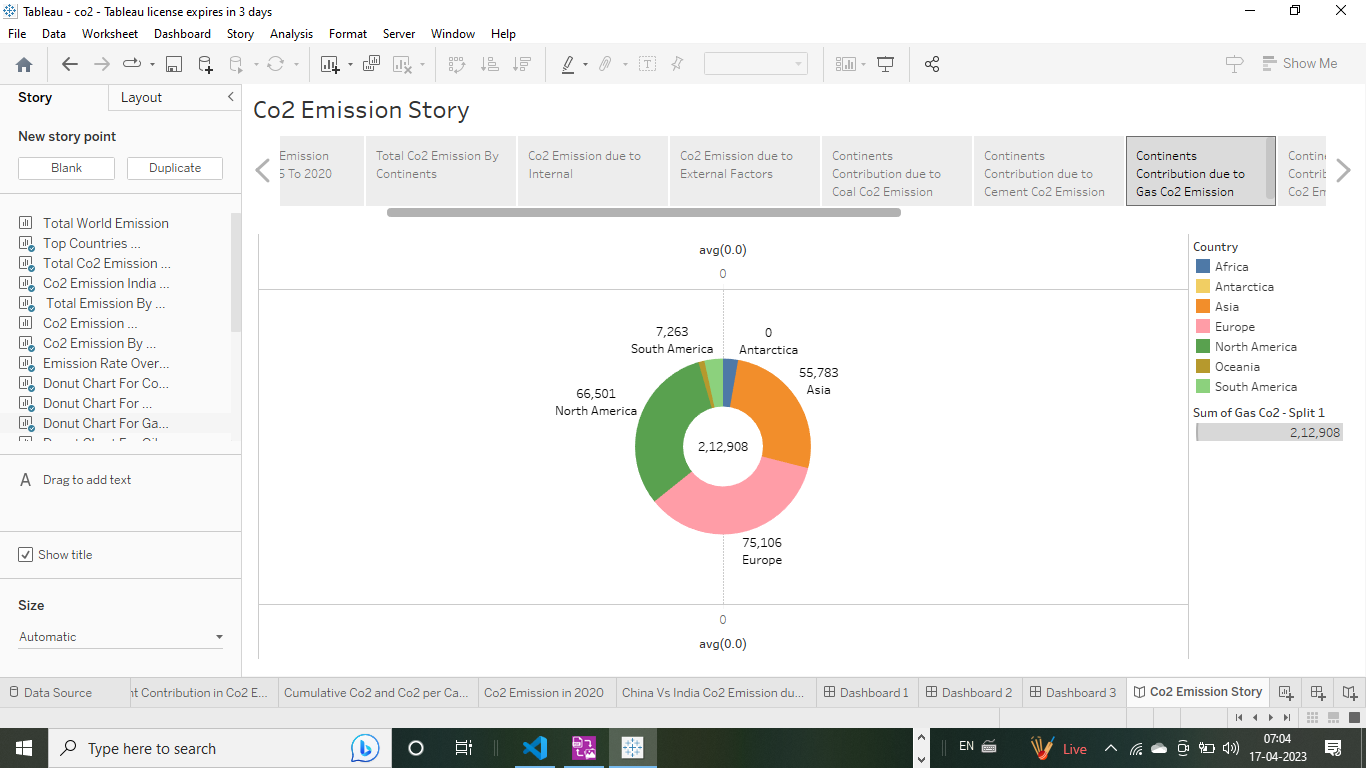 Tableau - co2 - Tableau license expires in 3 days
File Data Worksheet Dashboard Story Analysis Format Server Window Help
Show Me
Story
Layout
New story point
Blank
Duplicate
Total World Emission
Top Countries ...
Total Co2 Emission ...
Co2 Emission India ...
Total Emission By ...
Co2 Emission ...
Co2 Emission By ...
Emission Rate Over...
Donut Chart For Co...
Donut Chart For ...
Donut Chart For Ga...
A Drag to add text
Show title
Size
Automatic
Co2 Emission Story
Emission
5 To 2020
Total Co2 Emission By
Continents
Co2 Emission due to
Internal
Co2 Emission due to
External Factors
Continents
Contribution due to
Coal Co2 Emission
Continents
Contribution due to
Cement Co2 Emission
Continents
Contribution due to
Gas Co2 Emission
avg(0.0)
0
7,263
South America
0
Antarctica
55,783
Asia
66,501
North America
2,12,908
75,106
Europe
0
avg(0.0)
Country
Africa
Antarctica
Asia
Europe
North America
Oceania
South America
Sum of Gas Co2 - Split 1
2,12,908
Data Source
t Contribution in Co2 E...
Cumulative Co2 and Co2 per Ca...
Co2 Emission in 2020
China Vs India Co2 Emission du...
Dashboard 1
Dashboard 2
Dashboard 3
Co2 Emission Story
Type here to search
EN
Live
07:04
17-04-2023